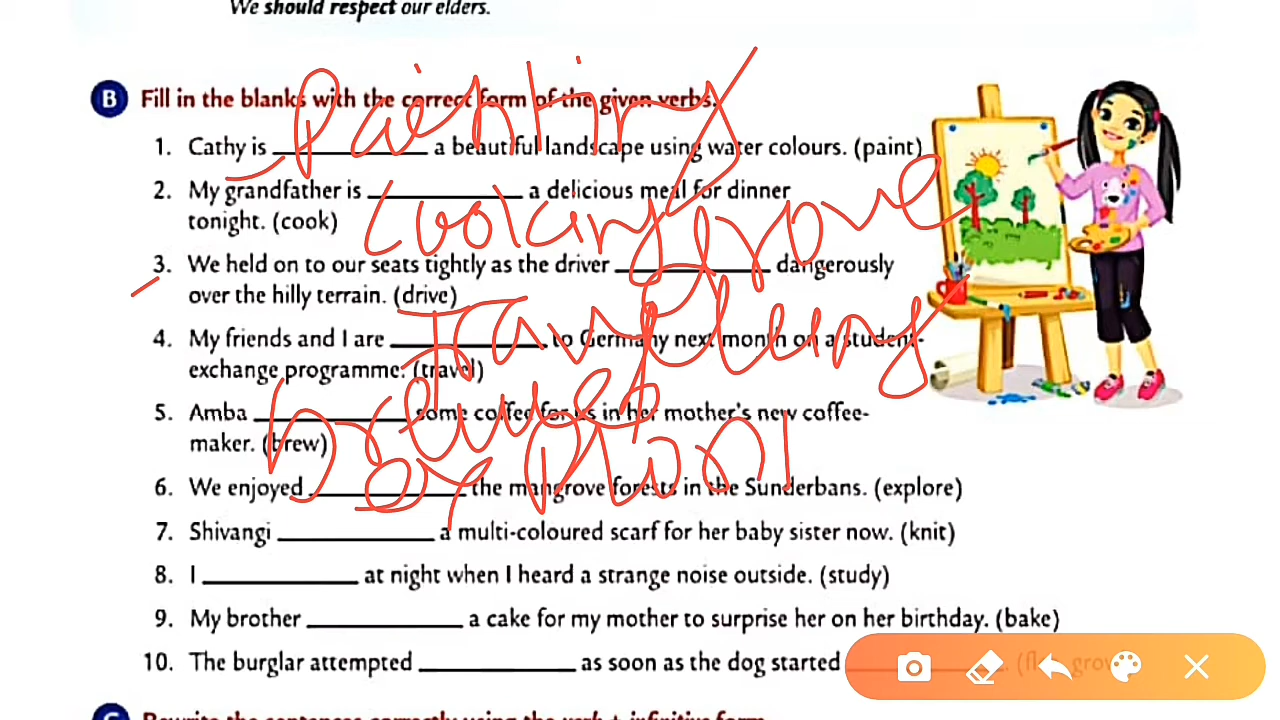 We should respect our elders.
B Fill in the blanks with the correct form of the given verbs.
1. Cathy is painting a beautiful landscape using water colours. (paint)
2. My grandfather is cooking a delicious meal for dinner
tonight. (cook)
3. We held on to our seats tightly as the driver drove dangerously
over the hilly terrain. (drive)
4. My friends and I are travelling to Germany next month on a student-
exchange programme. (travel)
5. Amba brewed some coffee for us in her mother's new coffee-
maker. (brew)
6. We enjoyed the mangrove forests in the Sunderbans. (explore)
7. Shivangi a multi-coloured scarf for her baby sister now. (knit)
8. I at night when I heard a strange noise outside. (study)
9. My brother a cake for my mother to surprise her on her birthday. (bake)
10. The burglar attempted as soon as the dog started